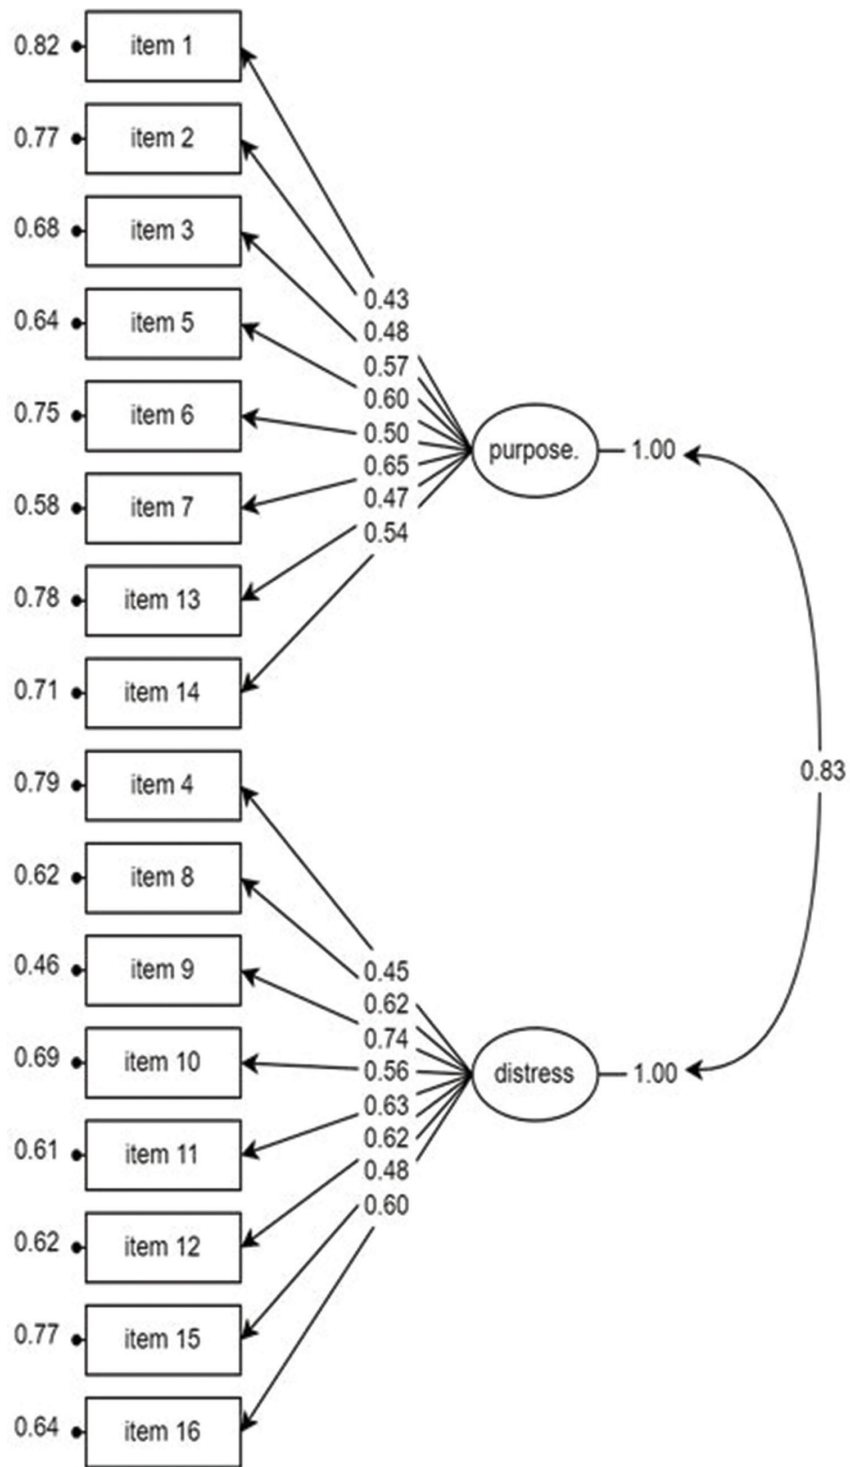 0.82 item 1
0.77 item 2
0.68 item 3
0.64 item 5
0.75 item 6
0.58 item 7
0.78 item 13
0.71 item 14
0.43
0.48
0.57
0.60
0.50
0.65
0.47
0.54
purpose. 1.00
0.83
0.79 item 4
0.62 item 8
0.46 item 9
0.69 item 10
0.61 item 11
0.62 item 12
0.77 item 15
0.64 item 16
0.45
0.62
0.74
0.56
0.63
0.62
0.48
0.60
distress 1.00